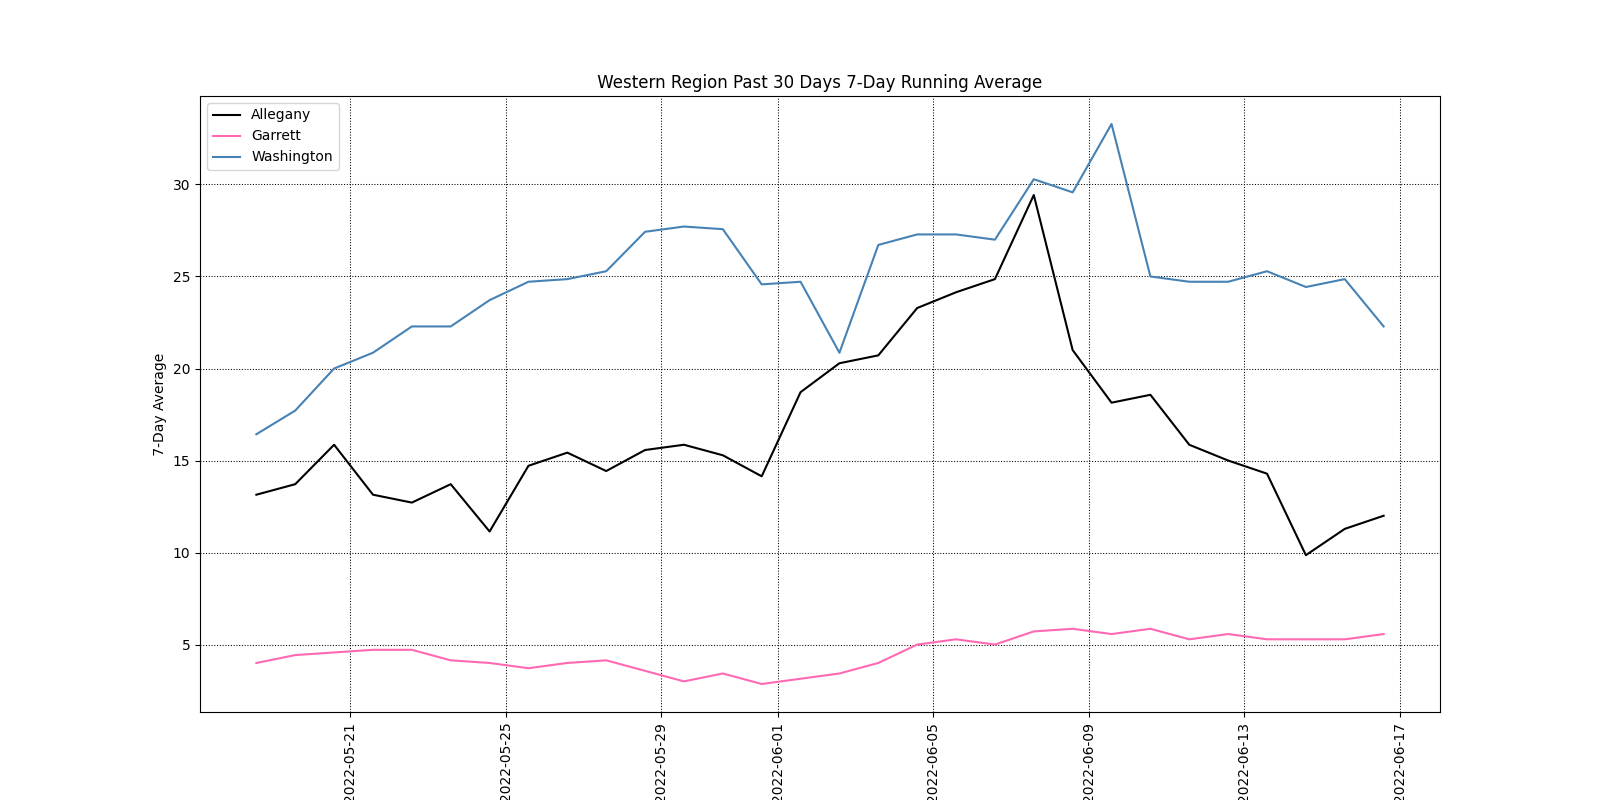 Western Region Past 30 Days 7-Day Running Average
Allegany
Garrett
Washington
30
25
20
15
10
5
7-Day Average
2022-05-21
2022-05-25
2022-05-29
2022-06-01
2022-06-05
2022-06-09
2022-06-13
2022-06-17